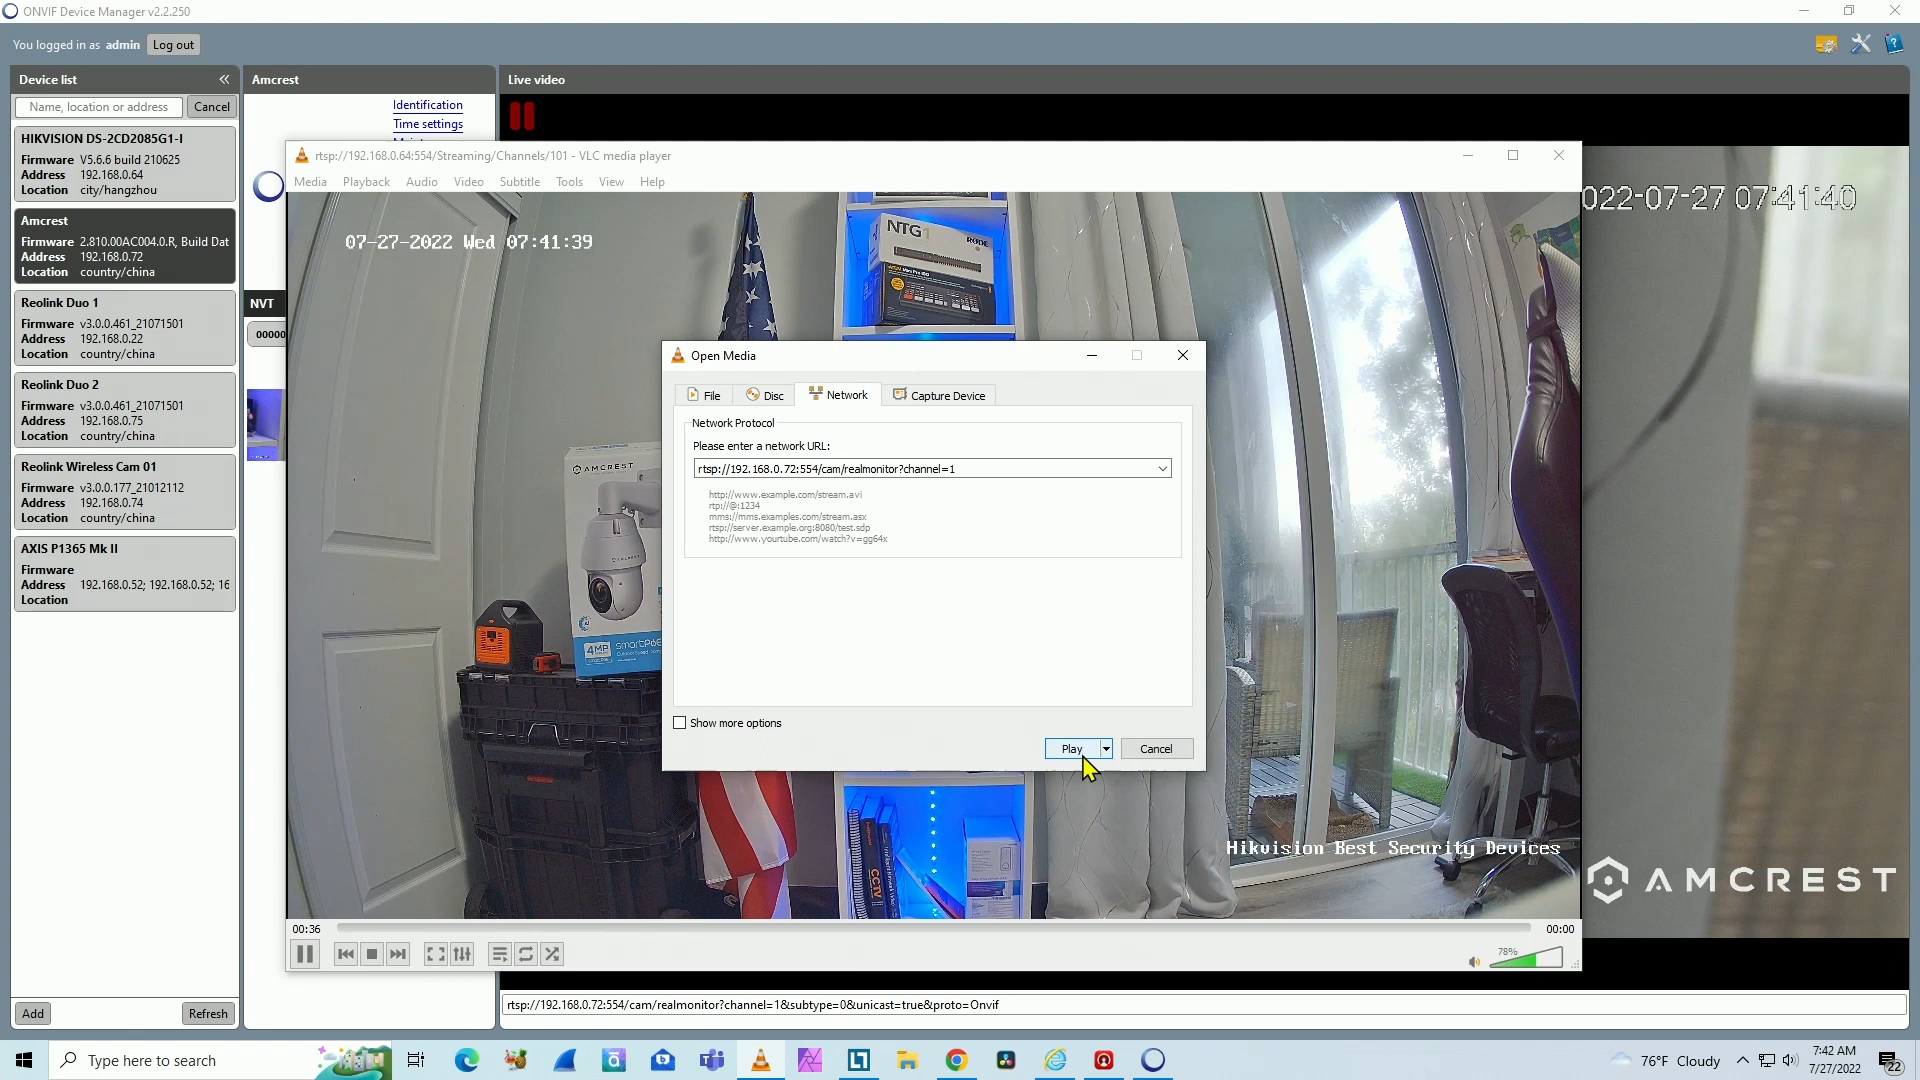 ONVIF Device Manager v2.2.250
You logged in as admin Log out
Device list
Name, location or address Cancel
HIKVISION DS-2CD2085G1-I
Firmware V5.6.6 build 210625
Address 192.168.0.64
Location city/hangzhou
Amcrest
Firmware 2.810.00AC004.0.R, Build Dat
Address 192.168.0.72
Location country/china
Reolink Duo 1
Firmware v3.0.0.461_21071501
Address 192.168.0.22
Location country/china
Reolink Duo 2
Firmware v3.0.0.461_21071501
Address 192.168.0.75
Location country/china
Reolink Wireless Cam 01
Firmware v3.0.0.177_21012112
Address 192.168.0.74
Location country/china
AXIS P1365 Mk II
Firmware
Address 192.168.0.52; 192.168.0.52; 16
Location
Add Refresh
Amcrest
Identification
Time settings
NVT
00000
Live video
022-07-27 07:41:40
AMCREST
rtsp://192.168.0.72:554/cam/realmonitor?channel=1&subtype=0&unicast=true&proto=Onvif
rtsp://192.168.0.64:554/Streaming/Channels/101 - VLC media player
Media Playback Audio Video Subtitle Tools View Help
07-27-2022 Wed 07:41:39
NTG1
RODE
Mini Pro ISO
AMCREST
4MP
SmartPoE
CCTV
Hikvision Best Security Devices
00:36
00:00
78%
Open Media
File Disc Network Capture Device
Network Protocol
Please enter a network URL:
rtsp://192.168.0.72:554/cam/realmonitor?channel=1
http://www.example.com/stream.avi
rtp://@:1234
mms://mms.examples.com/stream.asx
rtsp://server.example.org:8080/test.sdp
http://www.yourtube.com/watch?v=gg64x
Show more options
Play Cancel
Type here to search
76°F Cloudy
7:42 AM
7/27/2022
22